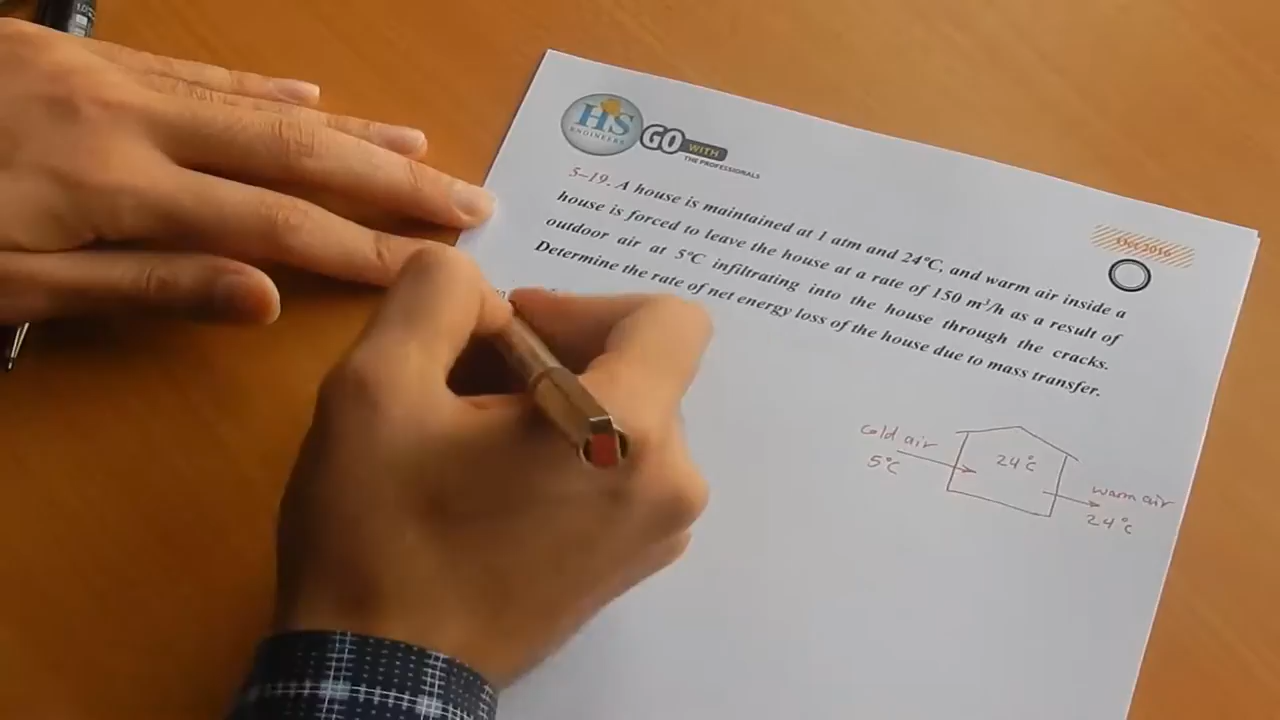 HS
ENGINEERS
GO WITH
THE PROFESSIONALS
5–19. A house is maintained at 1 atm and 24°C, and warm air inside a
house is forced to leave the house at a rate of 150 m³/h as a result of
outdoor air at 5°C infiltrating into the house through the cracks.
Determine the rate of net energy loss of the house due to mass transfer.
Oct 2016
cold air
5°C
24°C
warm air
24°C